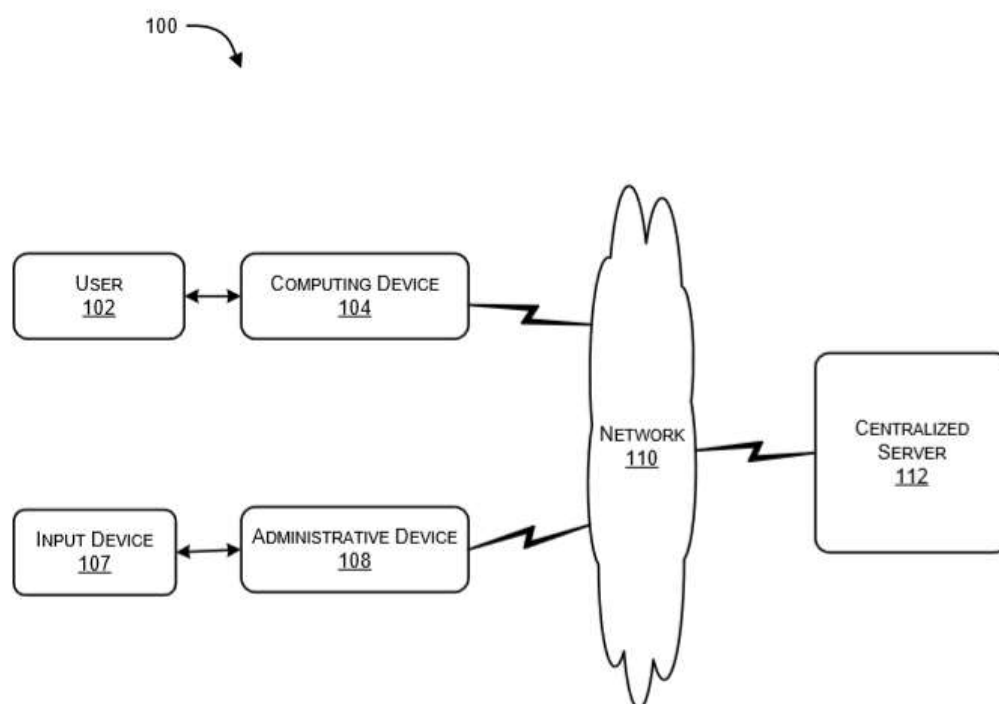 100
USER
102
COMPUTING DEVICE
104
NETWORK
110
CENTRALIZED
SERVER
112
INPUT DEVICE
107
ADMINISTRATIVE DEVICE
108